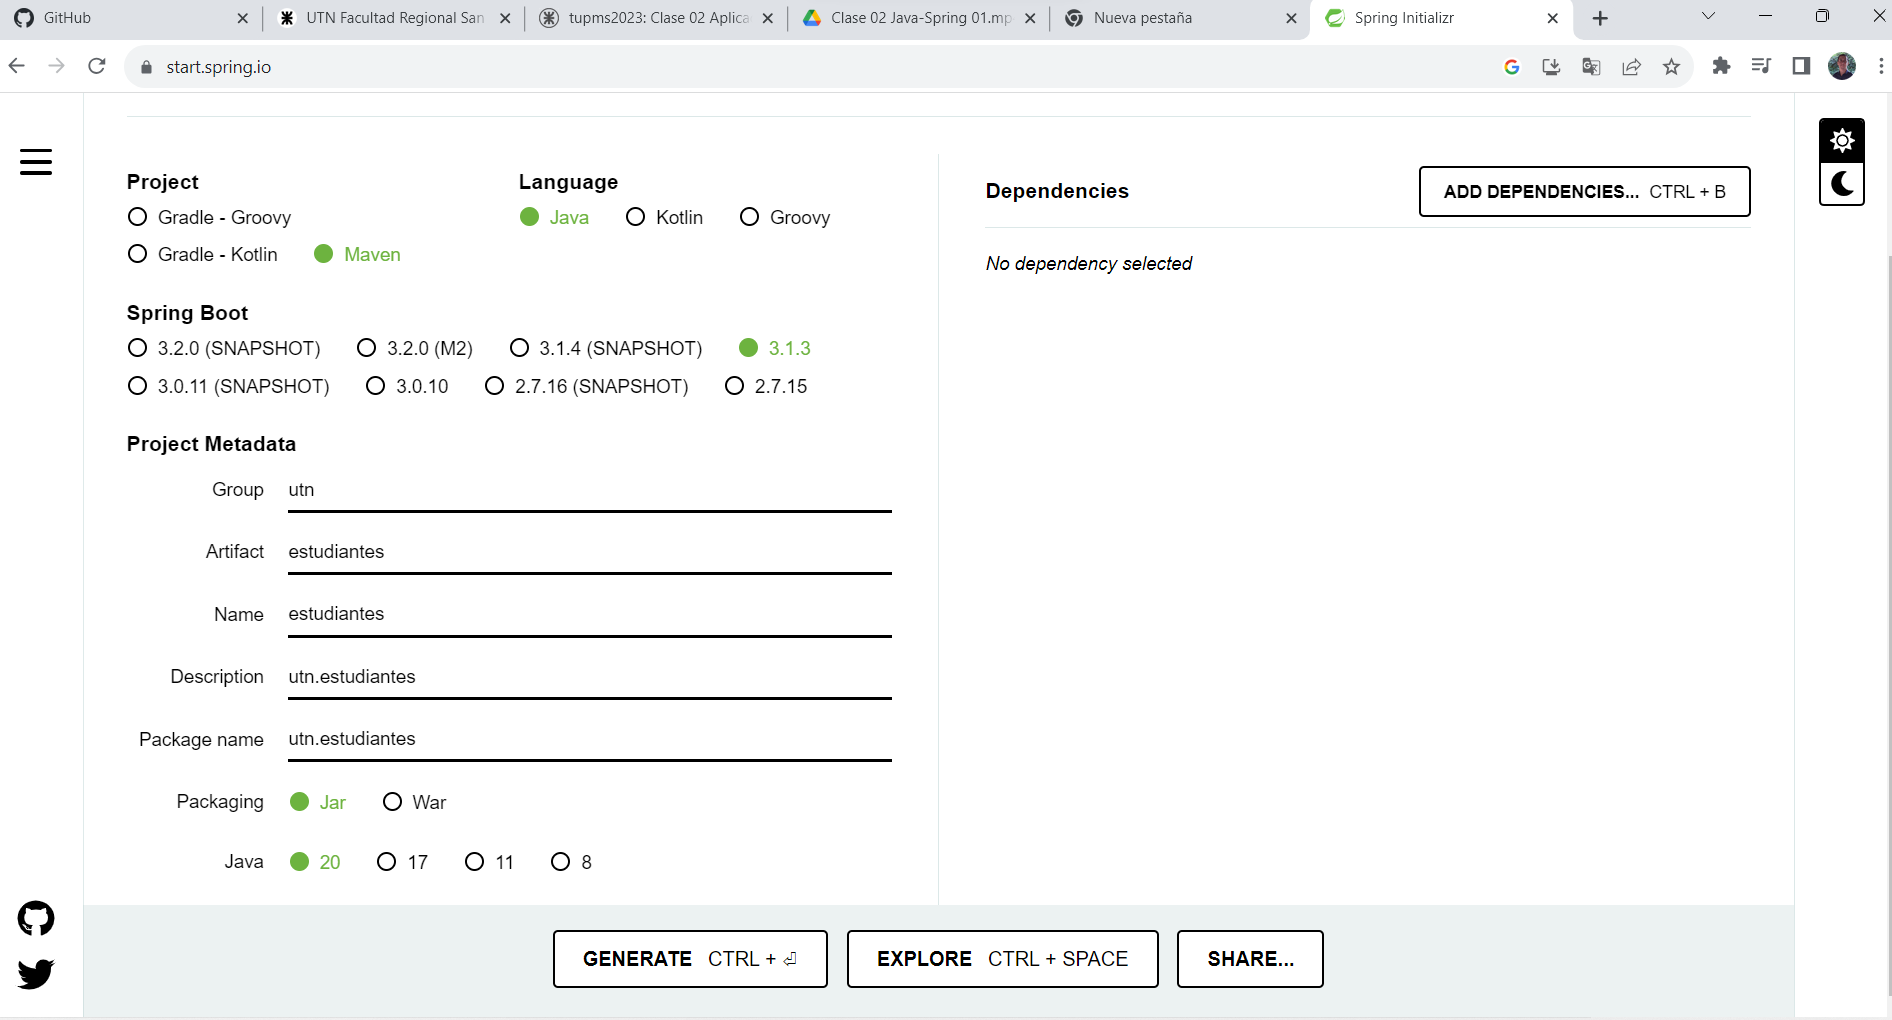 GitHub
UTN Facultad Regional San
tupms2023: Clase 02 Aplica
Clase 02 Java-Spring 01.mp
Nueva pestaña
Spring Initializr
start.spring.io
Project
Gradle - Groovy
Gradle - Kotlin
Maven
Language
Java
Kotlin
Groovy
Spring Boot
3.2.0 (SNAPSHOT)
3.2.0 (M2)
3.1.4 (SNAPSHOT)
3.1.3
3.0.11 (SNAPSHOT)
3.0.10
2.7.16 (SNAPSHOT)
2.7.15
Project Metadata
Group utn
Artifact estudiantes
Name estudiantes
Description utn.estudiantes
Package name utn.estudiantes
Packaging Jar War
Java 20 17 11 8
Dependencies
ADD DEPENDENCIES... CTRL + B
No dependency selected
GENERATE CTRL + ⏎
EXPLORE CTRL + SPACE
SHARE...